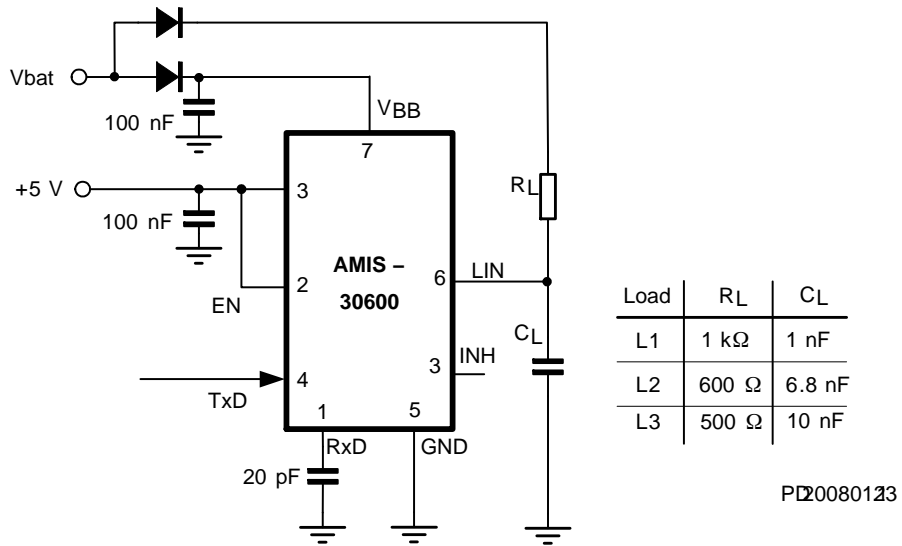 Vbat
100 nF
VBB
7
+5 V
3
100 nF
RL
AMIS –
30600
2
EN
6
LIN
CL
3
INH
4
TxD
1
5
RxD
GND
20 pF
Load RL CL
L1 1 kΩ 1 nF
L2 600 Ω 6.8 nF
L3 500 Ω 10 nF